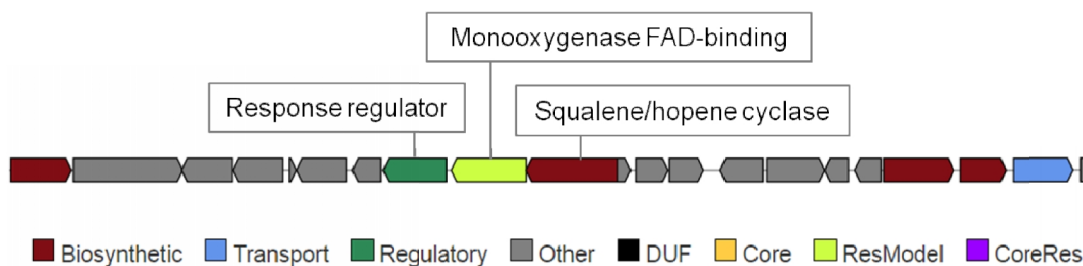 Monooxygenase FAD-binding
Response regulator
Squalene/hopene cyclase
Biosynthetic
Transport
Regulatory
Other
DUF
Core
ResModel
CoreRes